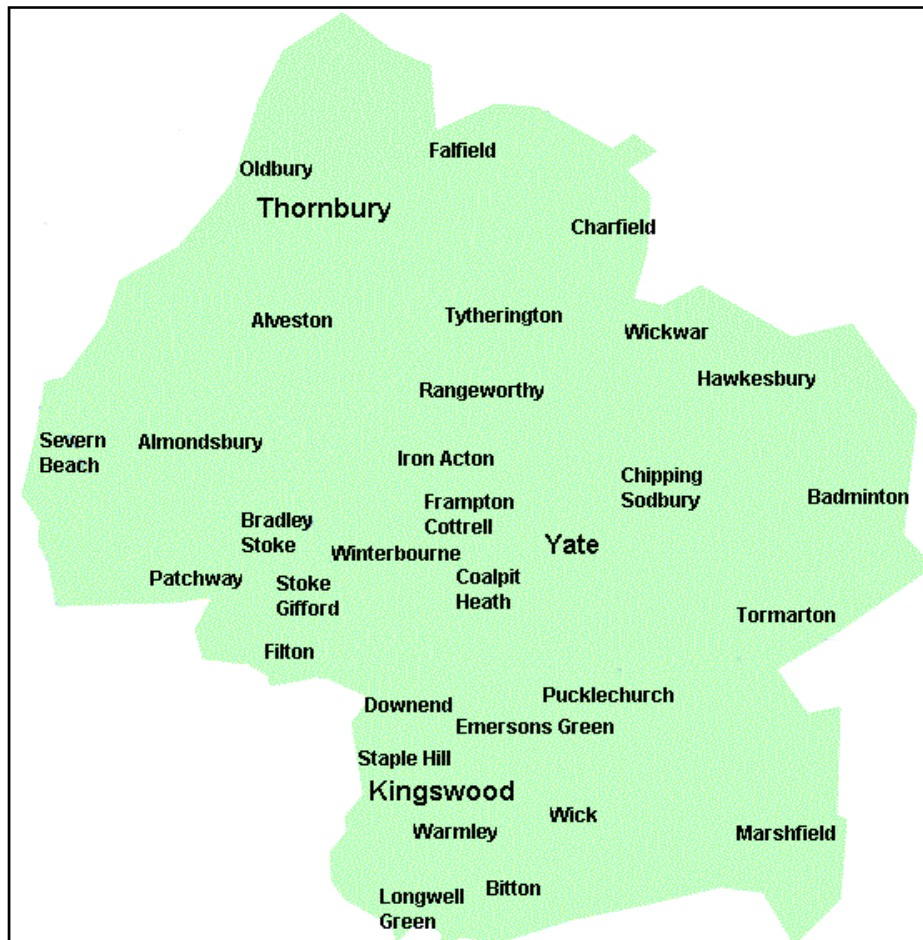 Falfield
Oldbury
Thornbury
Charfield
Alveston
Tytherington
Wickwar
Hawkesbury
Rangeworthy
Severn
Beach
Almondsbury
Iron Acton
Chipping
Sodbury
Badminton
Frampton
Cottrell
Bradley
Stoke
Winterbourne
Yate
Patchway
Stoke
Gifford
Coalpit
Heath
Tormarton
Filton
Pucklechurch
Downend
Emersons Green
Staple Hill
Kingswood
Wick
Warmley
Marshfield
Bitton
Longwell
Green